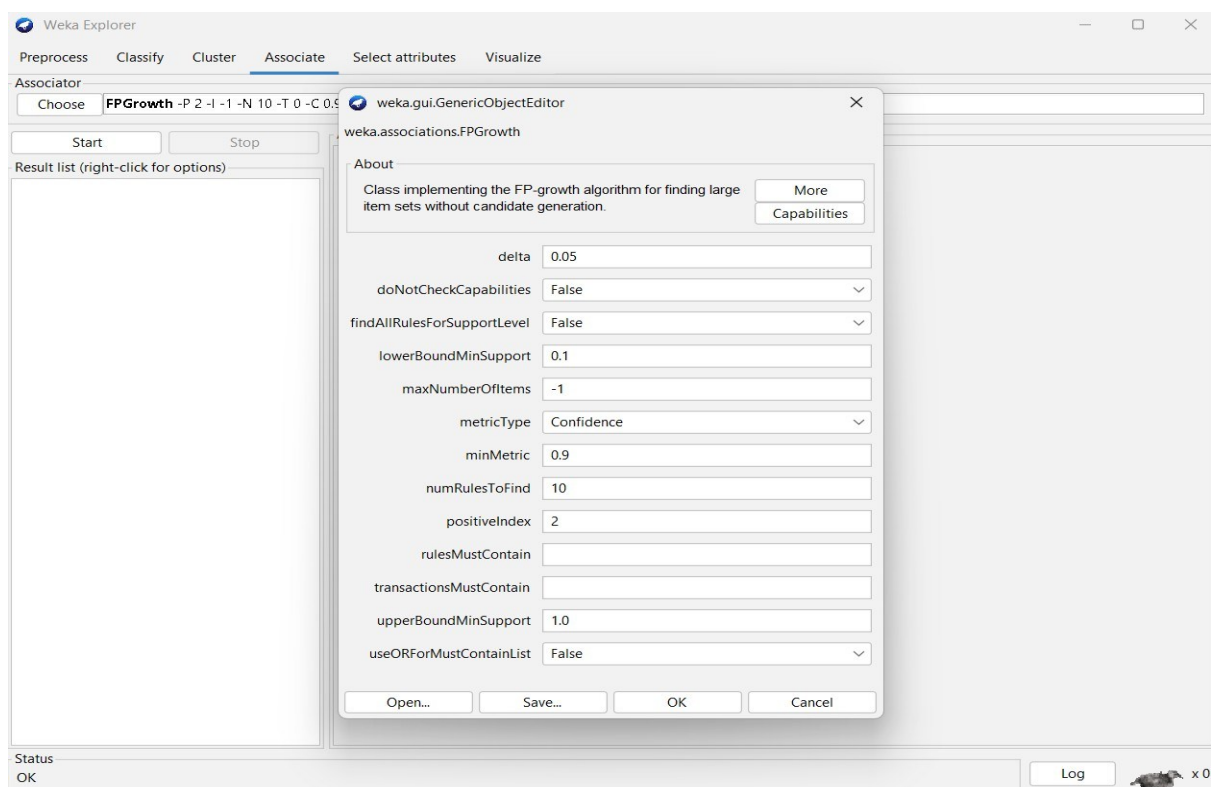 Weka Explorer
Preprocess Classify Cluster Associate Select attributes Visualize
Associator
Choose FPGrowth -P 2 -I -1 -N 10 -T 0 -C 0.9
weka.gui.GenericObjectEditor
weka.associations.FPGrowth
Start Stop
Result list (right-click for options)
About
Class implementing the FP-growth algorithm for finding large
item sets without candidate generation.
More
Capabilities
delta 0.05
doNotCheckCapabilities False
findAllRulesForSupportLevel False
lowerBoundMinSupport 0.1
maxNumberOfItems -1
metricType Confidence
minMetric 0.9
numRulesToFind 10
positiveIndex 2
rulesMustContain
transactionsMustContain
upperBoundMinSupport 1.0
useORForMustContainList False
Open... Save... OK Cancel
Status
OK
Log x 0